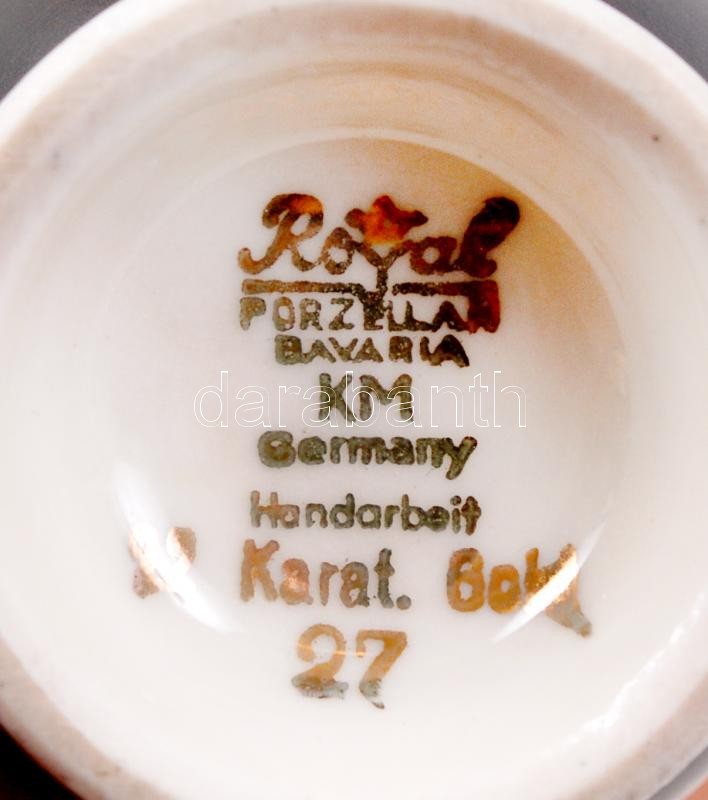 Royal
PORZELLAN
BAVARIA
KM
darabanth
Germany
Handarbeit
Karat. Gold
27